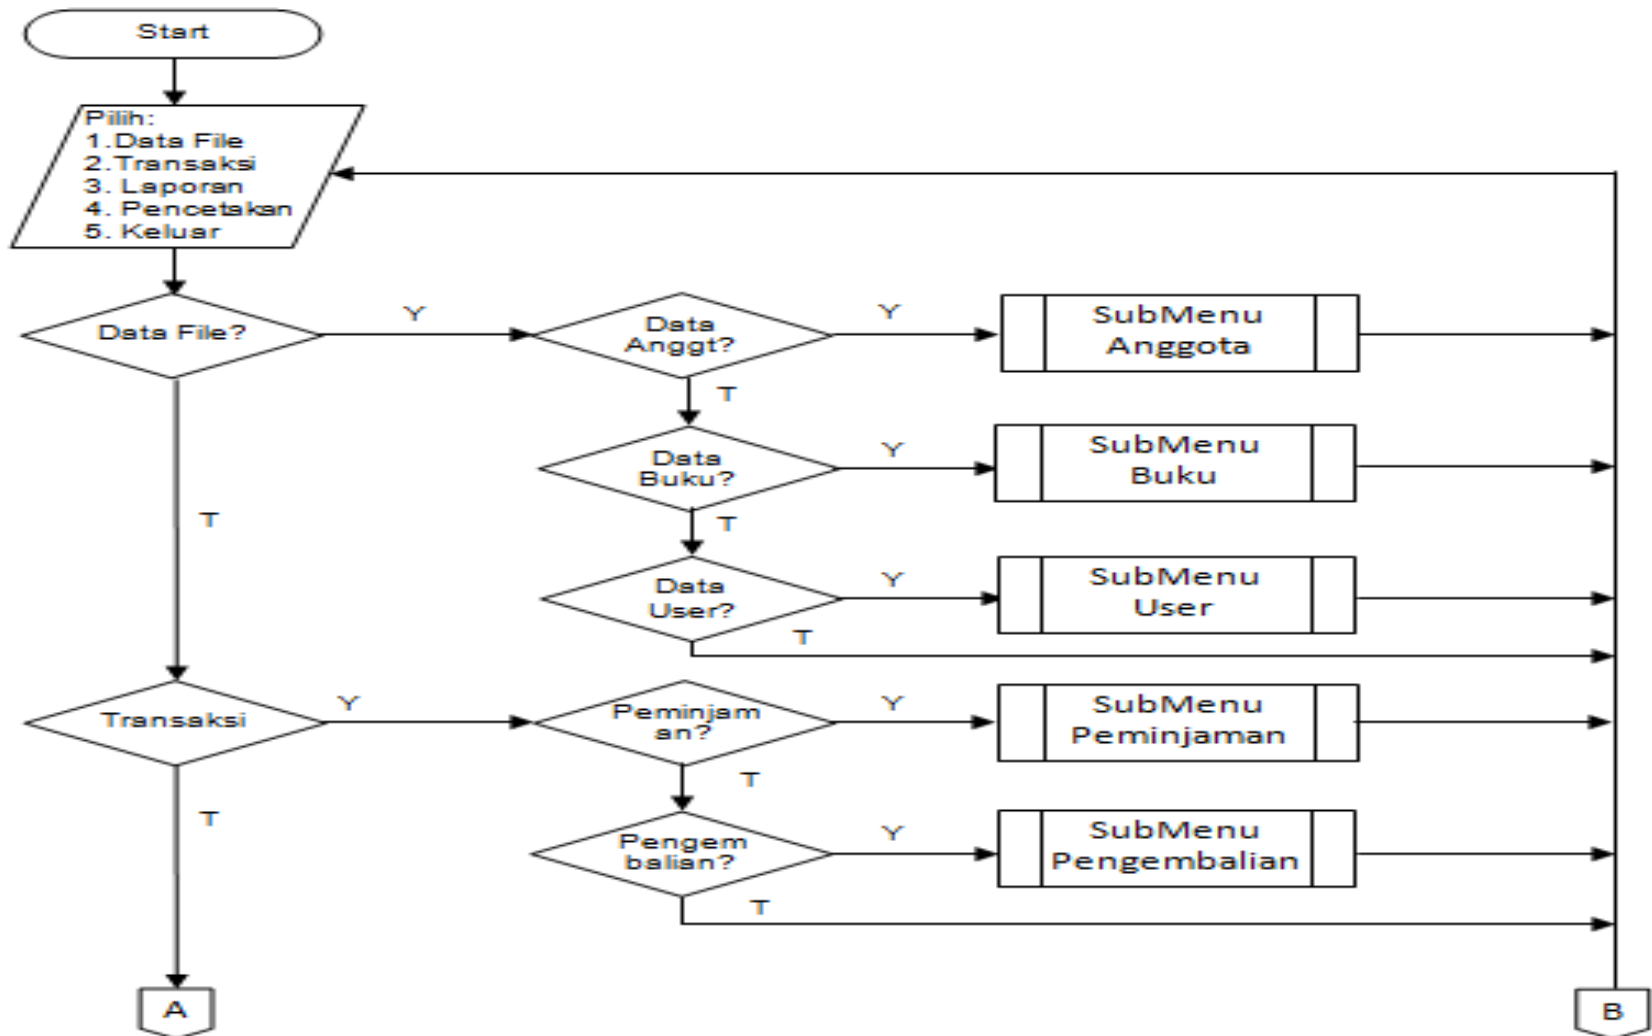 Start
Pilih:
1.Data File
2.Transaksi
3. Laporan
4. Pencetakan
5. Keluar
Data File?
Y
Data
Anggt?
Y
SubMenu
Anggota
T
Data
Buku?
Y
SubMenu
Buku
T
T
Data
User?
Y
SubMenu
User
T
Transaksi
Y
Peminjam
an?
Y
SubMenu
Peminjaman
T
T
Pengem
balian?
Y
SubMenu
Pengembalian
T
A
B